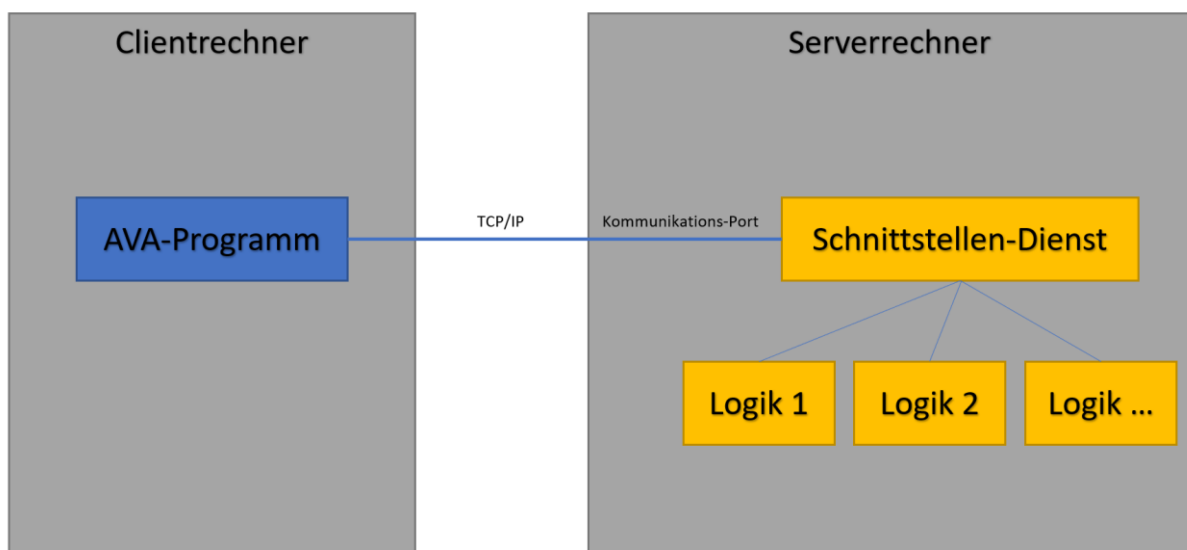 Clientrechner
Serverrechner
AVA-Programm
TCP/IP
Kommunikations-Port
Schnittstellen-Dienst
Logik 1
Logik 2
Logik ...